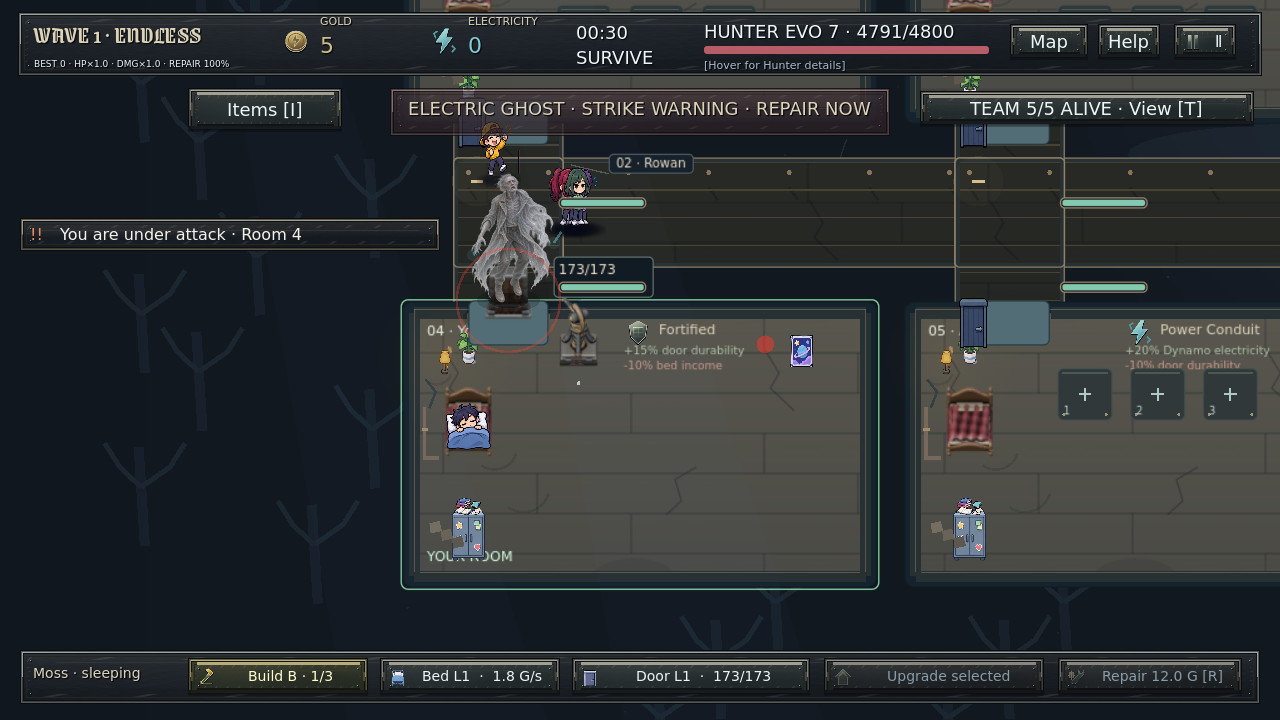 WAVE 1 · ENDLESS
BEST 0 · HP×1.0 · DMG×1.0 · REPAIR 100%
GOLD
5
ELECTRICITY
0
00:30
SURVIVE
HUNTER EVO 7 · 4791/4800
[Hover for Hunter details]
Map
Help
Items [I]
ELECTRIC GHOST · STRIKE WARNING · REPAIR NOW
TEAM 5/5 ALIVE · View [T]
02 · Rowan
!! You are under attack · Room 4
173/173
04 ·
Fortified
+15% door durability
-10% bed income
05 ·
Power Conduit
+20% Dynamo electricity
-10% door durability
+
1
+
2
+
3
YOUR ROOM
Moss · sleeping
Build B · 1/3
Bed L1 · 1.8 G/s
Door L1 · 173/173
Upgrade selected
Repair 12.0 G [R]